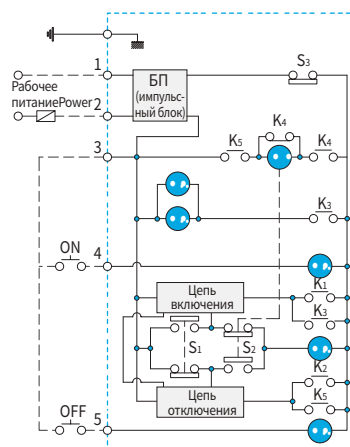 S3
1
БП
(импульс-
ный блок)
Рабочее
питаниеPower
2
K4
3
K5
K4
K3
ON
4
Цепь
включения
K1
K3
S1
S2
K2
Цепь
отключения
K5
OFF
5